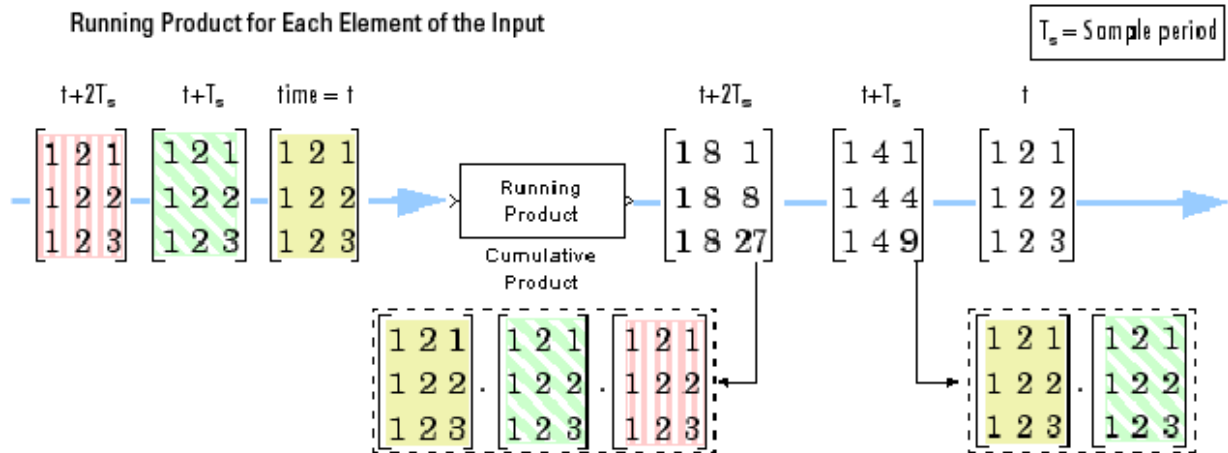 Running Product for Each Element of the Input
Tₛ = Sample period
t+2Tₛ t+Tₛ time = t t+2Tₛ t+Tₛ t
1 2 1 1 2 1 1 2 1 1 8 1 1 4 1 1 2 1
1 2 2 1 2 2 1 2 2 Running 1 8 8 1 4 4 1 2 2
Product
1 2 3 1 2 3 1 2 3 1 8 27 1 4 9 1 2 3
Cumulative
Product
1 2 1 1 2 1 1 2 1 1 2 1 1 2 1
1 2 2 . 1 2 2 . 1 2 2 1 2 2 . 1 2 2
1 2 3 1 2 3 1 2 3 1 2 3 1 2 3